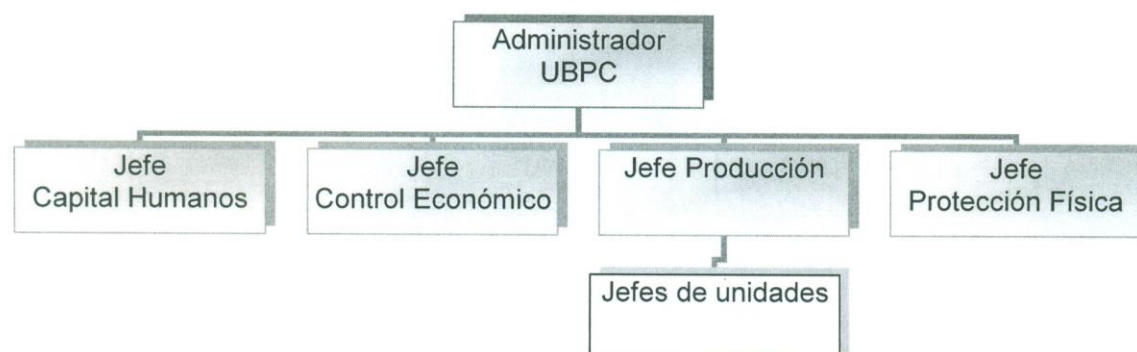 Administrador
UBPC
Jefe
Capital Humanos
Jefe
Control Económico
Jefe Producción
Jefe
Protección Física
Jefes de unidades